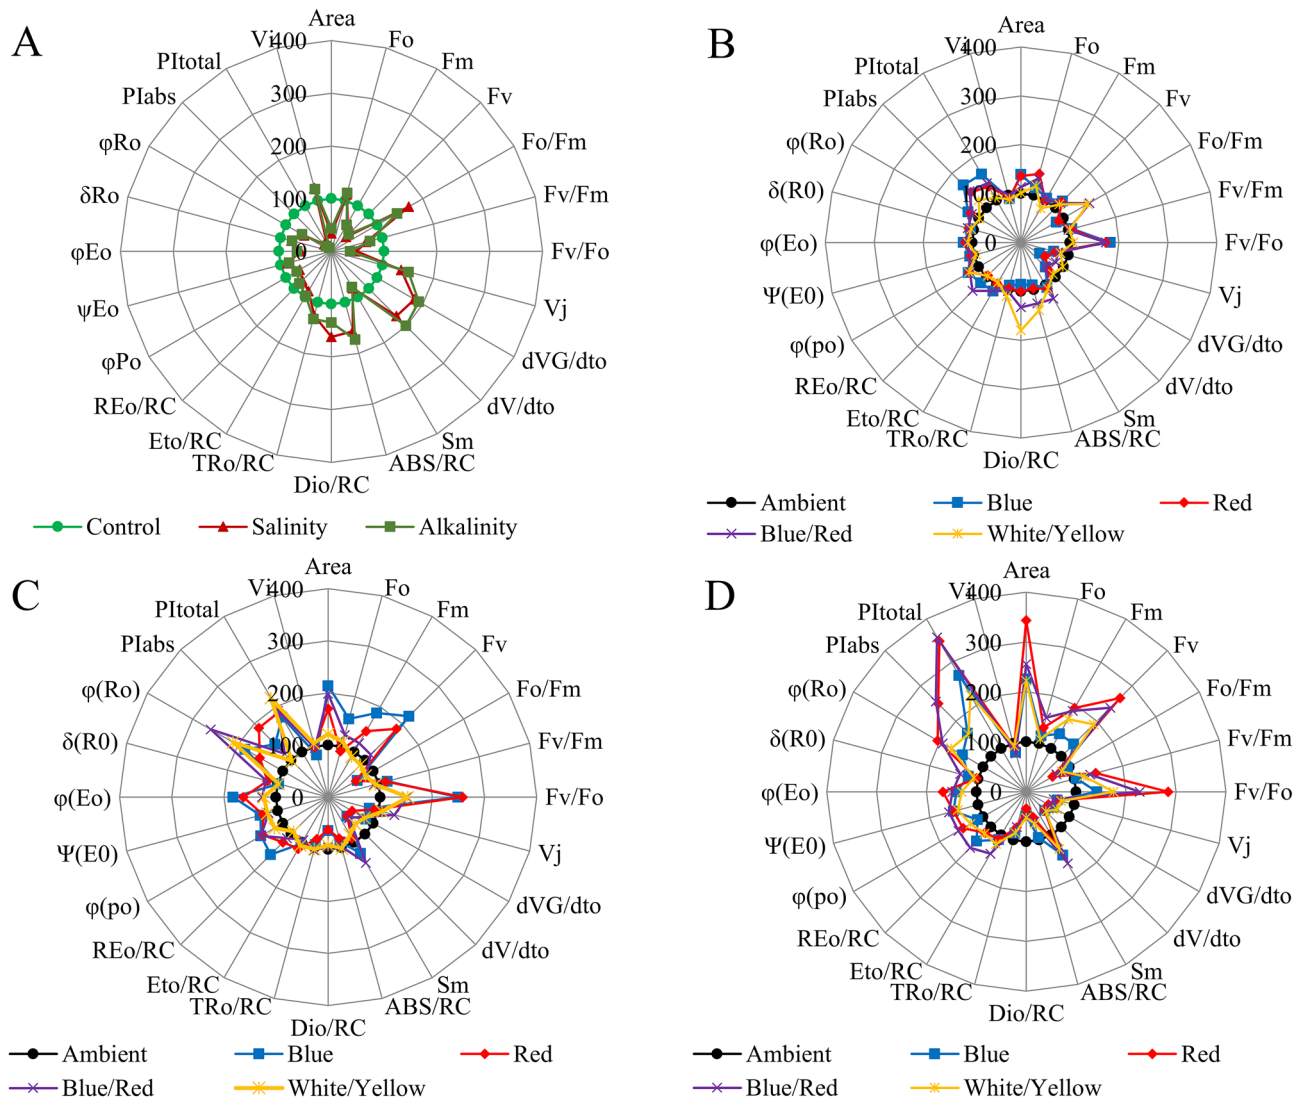 A
Area
Fo
Fm
Fv
Fo/Fm
Fv/Fm
Fv/Fo
Vj
dVG/dto
dV/dto
Sm
ABS/RC
Dio/RC
TRo/RC
Eto/RC
REo/RC
φPo
ψEo
φEo
δRo
φRo
PIabs
PItotal
Vi
400
300
200
100
0
Control
Salinity
Alkalinity
B
Area
Fo
Fm
Fv
Fo/Fm
Fv/Fm
Fv/Fo
Vj
dVG/dto
dV/dto
Sm
ABS/RC
Dio/RC
TRo/RC
Eto/RC
REo/RC
φ(po)
Ψ(E0)
φ(Eo)
δ(R0)
φ(Ro)
PIabs
PItotal
Vi
400
300
200
100
0
Ambient
Blue
Red
Blue/Red
White/Yellow
C
Area
Fo
Fm
Fv
Fo/Fm
Fv/Fm
Fv/Fo
Vj
dVG/dto
dV/dto
Sm
ABS/RC
Dio/RC
TRo/RC
Eto/RC
REo/RC
φ(po)
Ψ(E0)
φ(Eo)
δ(R0)
φ(Ro)
PIabs
PItotal
Vi
400
300
200
100
0
Ambient
Blue
Red
Blue/Red
White/Yellow
D
Area
Fo
Fm
Fv
Fo/Fm
Fv/Fm
Fv/Fo
Vj
dVG/dto
dV/dto
Sm
ABS/RC
Dio/RC
TRo/RC
Eto/RC
REo/RC
φ(po)
Ψ(E0)
φ(Eo)
δ(R0)
φ(Ro)
PIabs
PItotal
Vi
400
300
200
100
0
Ambient
Blue
Red
Blue/Red
White/Yellow